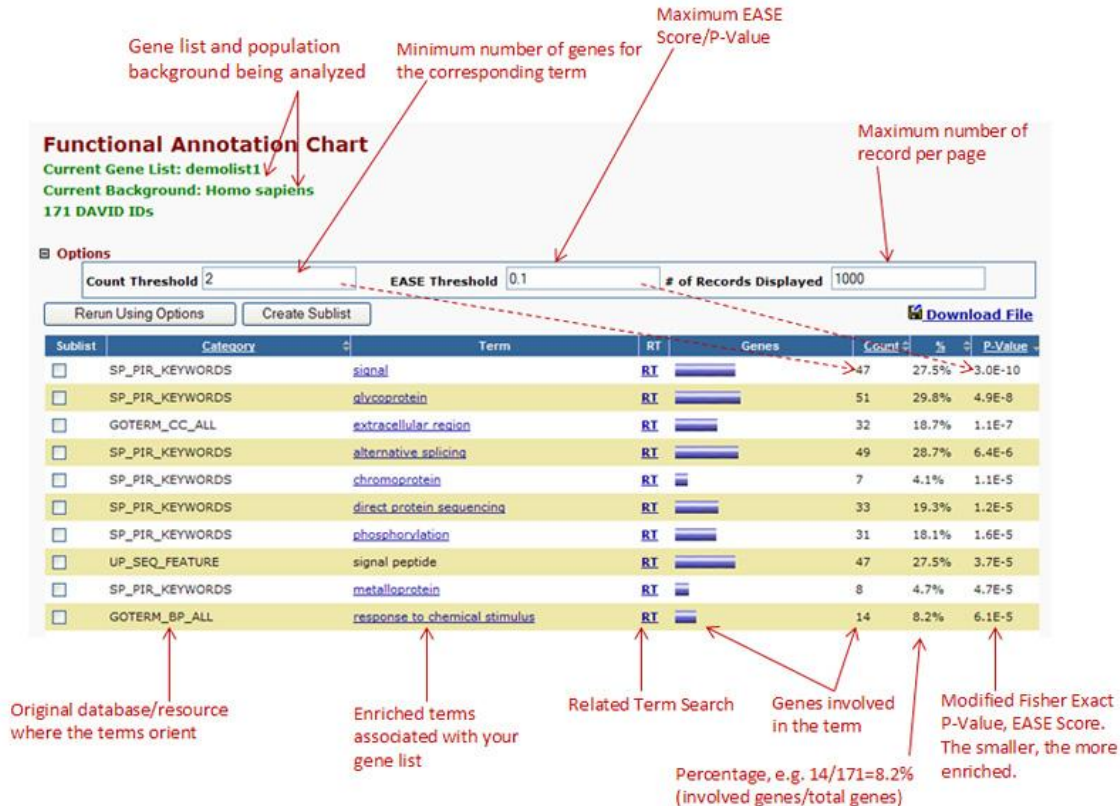 Maximum EASE
Score/P-Value
Gene list and population
background being analyzed
Minimum number of genes for
the corresponding term
Maximum number of
record per page
Functional Annotation Chart
Current Gene List: demolist1
Current Background: Homo sapiens
171 DAVID IDs
Options
Count Threshold 2 EASE Threshold 0.1 # of Records Displayed 1000
Rerun Using Options Create Sublist Download File
Sublist Category Term RT Genes Count % P-Value
SP_PIR_KEYWORDS signal RT 47 27.5% 3.0E-10
SP_PIR_KEYWORDS glycoprotein RT 51 29.8% 4.9E-8
GOTERM_CC_ALL extracellular region RT 32 18.7% 1.1E-7
SP_PIR_KEYWORDS alternative splicing RT 49 28.7% 6.4E-6
SP_PIR_KEYWORDS chromoprotein RT 7 4.1% 1.1E-5
SP_PIR_KEYWORDS direct protein sequencing RT 33 19.3% 1.2E-5
SP_PIR_KEYWORDS phosphorylation RT 31 18.1% 1.6E-5
UP_SEQ_FEATURE signal peptide RT 47 27.5% 3.7E-5
SP_PIR_KEYWORDS metalloprotein RT 8 4.7% 4.7E-5
GOTERM_BP_ALL response to chemical stimulus RT 14 8.2% 6.1E-5
Original database/resource
where the terms orient
Enriched terms
associated with your
gene list
Related Term Search
Genes involved
in the term
Percentage, e.g. 14/171=8.2%
(involved genes/total genes)
Modified Fisher Exact
P-Value, EASE Score.
The smaller, the more
enriched.